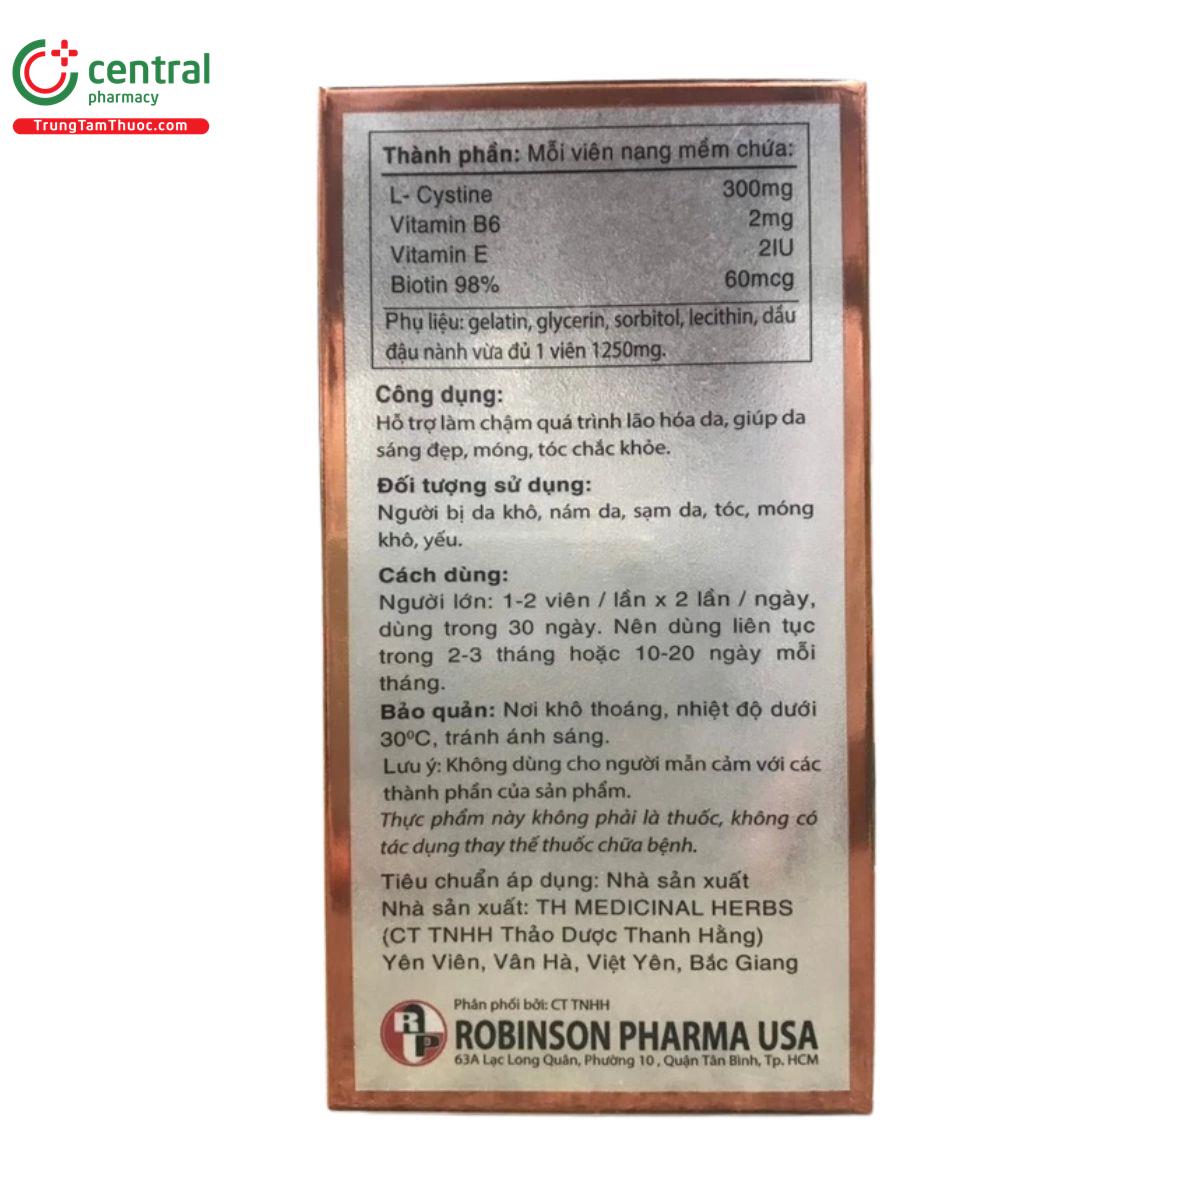 central
pharmacy
TrungTamThuoc.com
Thành phần: Mỗi viên nang mềm chứa:
L- Cystine 300mg
Vitamin B6 2mg
Vitamin E 2IU
Biotin 98% 60mcg
Phụ liệu: gelatin, glycerin, sorbitol, lecithin, dầu
đậu nành vừa đủ 1 viên 1250mg.
Công dụng:
Hỗ trợ làm chậm quá trình lão hóa da, giúp da
sáng đẹp, móng, tóc chắc khỏe.
Đối tượng sử dụng:
Người bị da khô, nám da, sạm da, tóc, móng
khô, yếu.
Cách dùng:
Người lớn: 1-2 viên / lần x 2 lần / ngày,
dùng trong 30 ngày. Nên dùng liên tục
trong 2-3 tháng hoặc 10-20 ngày mỗi
tháng.
Bảo quản: Nơi khô thoáng, nhiệt độ dưới
30ºC, tránh ánh sáng.
Lưu ý: Không dùng cho người mẫn cảm với các
thành phần của sản phẩm.
Thực phẩm này không phải là thuốc, không có
tác dụng thay thế thuốc chữa bệnh.
Tiêu chuẩn áp dụng: Nhà sản xuất
Nhà sản xuất: TH MEDICINAL HERBS
(CT TNHH Thảo Dược Thanh Hằng)
Yên Viên, Vân Hà, Việt Yên, Bắc Giang
Phân phối bởi: CT TNHH
RP ROBINSON PHARMA USA
63A Lạc Long Quân, Phường 10, Quận Tân Bình, Tp. HCM